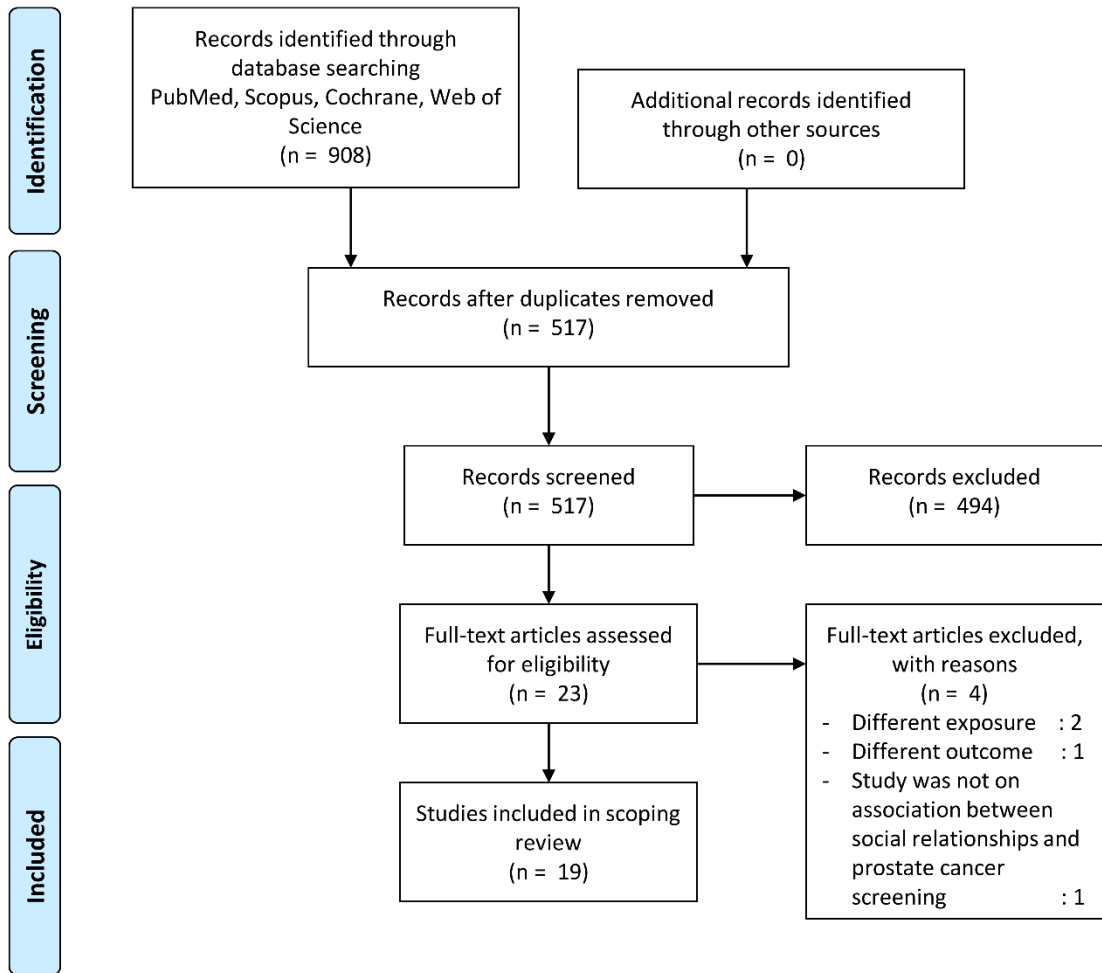 Identification
Records identified through
database searching
PubMed, Scopus, Cochrane, Web of
Science
(n =  908)
Additional records identified
through other sources
(n =  0)
Screening
Records after duplicates removed
(n =  517)
Records screened
(n =  517)
Records excluded
(n =  494)
Eligibility
Full-text articles assessed
for eligibility
(n =  23)
Full-text articles excluded,
with reasons
(n =  4)
- Different exposure : 2
- Different outcome : 1
- Study was not on
association between
social relationships and
prostate cancer
screening : 1
Included
Studies included in scoping
review
(n =  19)